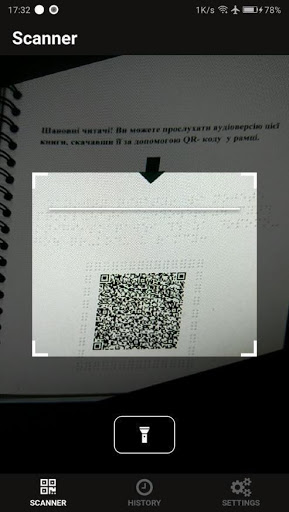 17:32
1K/s
78%
Scanner
Шановні читачі! Ви можете прослухати аудіоверсію цієї
книги, скачавши її за допомогою QR- коду у рамці.
SCANNER
HISTORY
SETTINGS